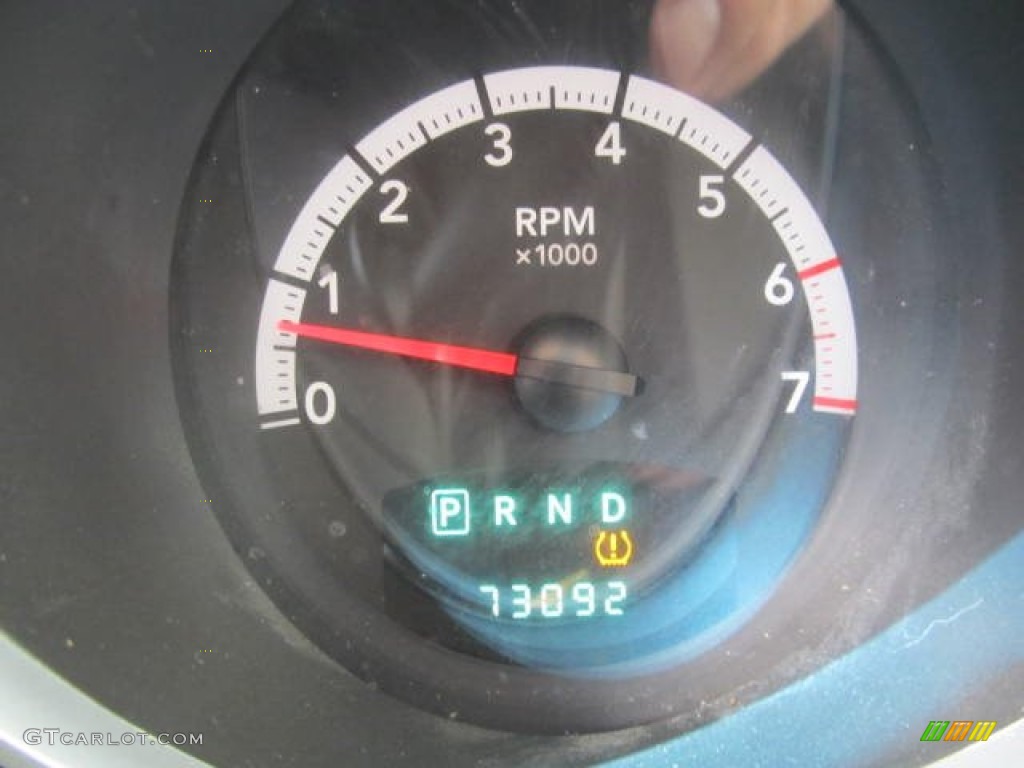 3 4
2 5
RPM
×1000
1 6
0 7
P R N D
73092
GTCARLOT.COM